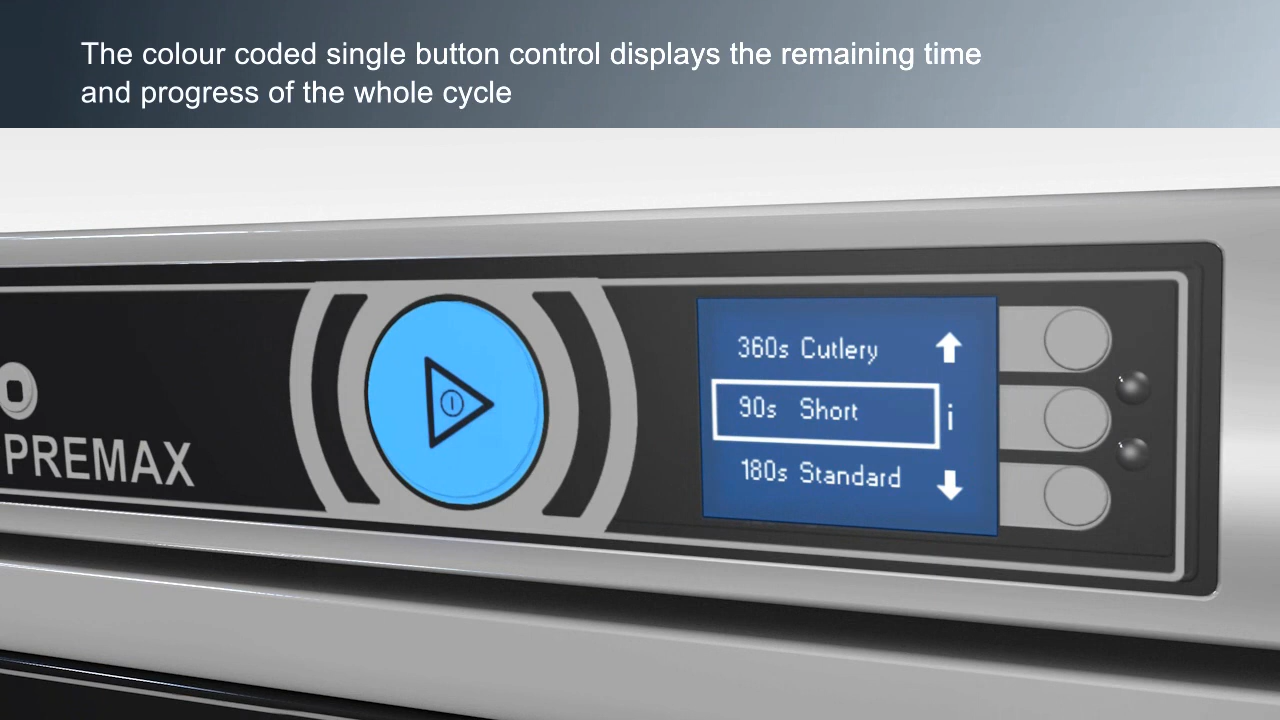 The colour coded single button control displays the remaining time
and progress of the whole cycle
360s Cutlery
90s Short
i
180s Standard
PREMAX